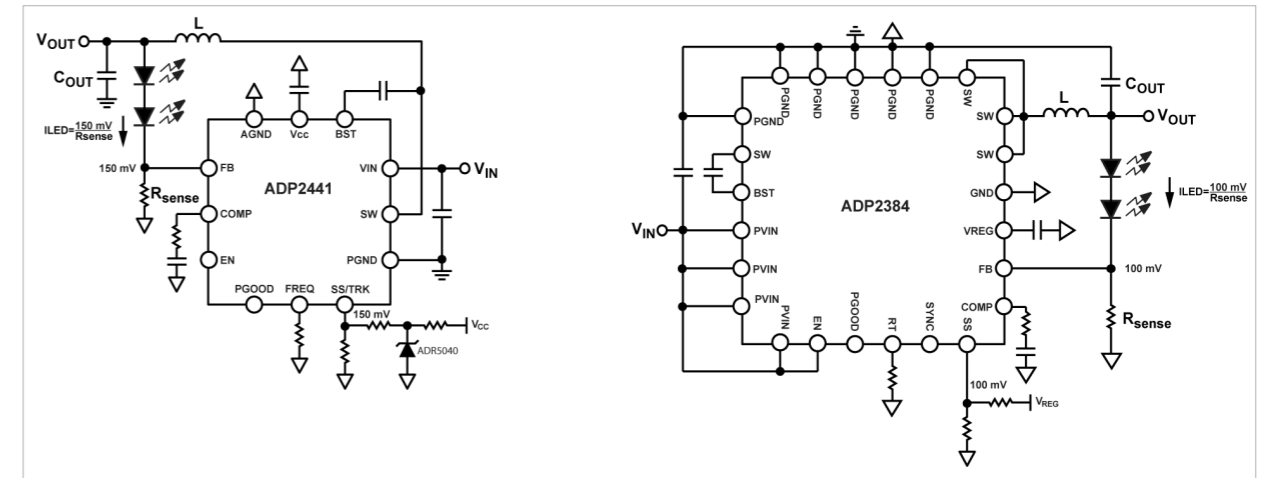 L
VOUT
COUT
ILED=150 mV
Rsense
150 mV
Rsense
AGND
Vcc
BST
FB
VIN
VIN
ADP2441
COMP
SW
EN
PGND
PGOOD
FREQ
SS/TRK
150 mV
VCC
ADR5040
PGND
PGND
PGND
PGND
PGND
SW
COUT
PGND
SW
L
VOUT
SW
SW
BST
GND
ADP2384
ILED=100 mV
Rsense
VIN
PVIN
VREG
PVIN
FB
100 mV
PVIN
COMP
PVIN
EN
PGOOD
RT
SYNC
SS
Rsense
100 mV
VREG